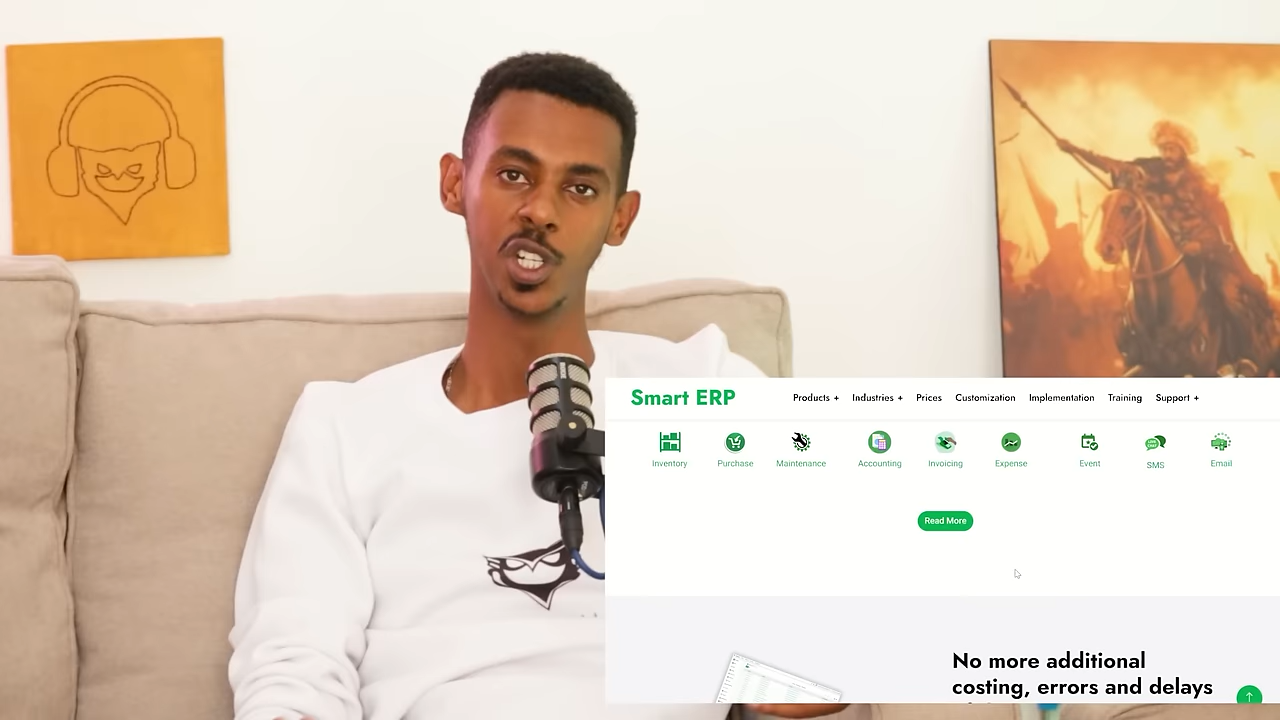 Smart ERP
Products + Industries + Prices Customization Implementation Training Support +
Inventory Purchase Maintenance Accounting Invoicing Expense Event SMS Email
Read More
No more additional
costing, errors and delays